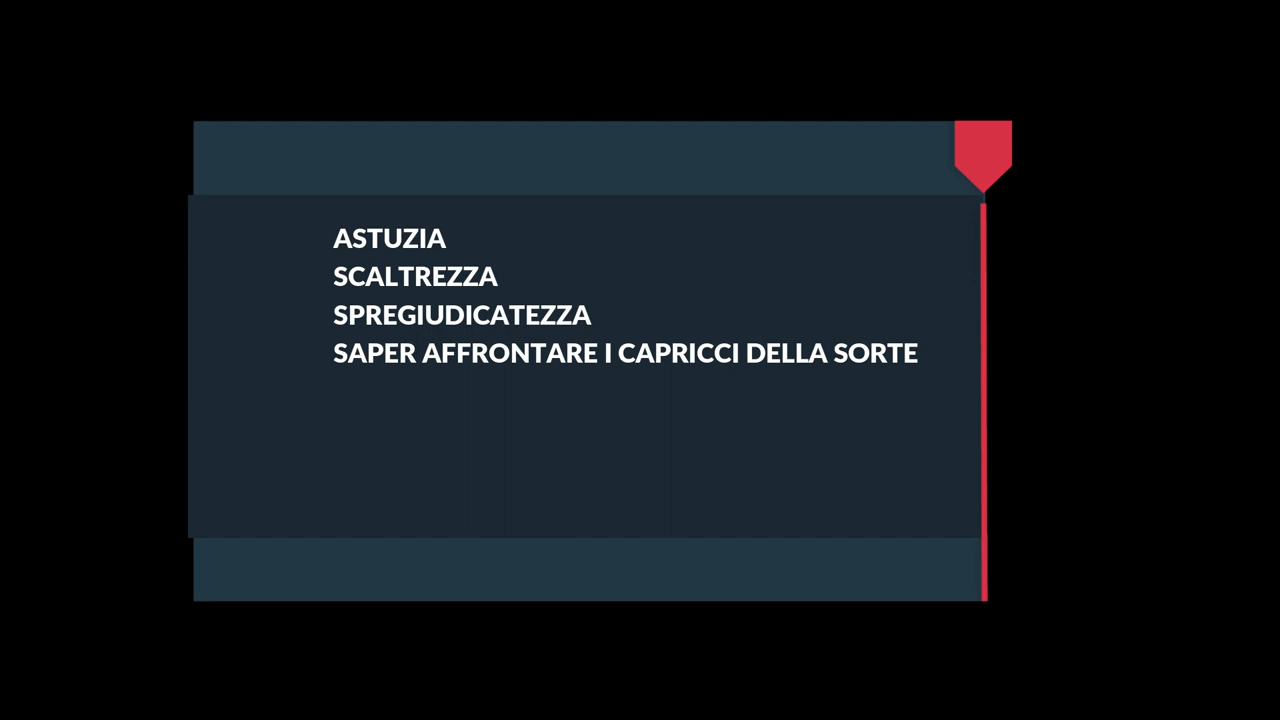 ASTUZIA
SCALTREZZA
SPREGIUDICATEZZA
SAPER AFFRONTARE I CAPRICCI DELLA SORTE